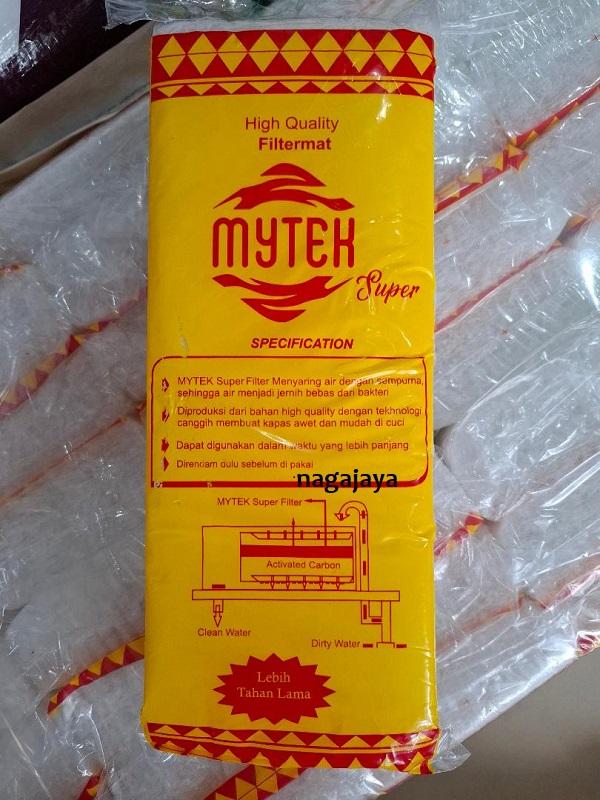 High Quality
Filtermat
MYTEK
Super
SPECIFICATION
MYTEK Super Filter Menyaring air dengan sempurna,
sehingga air menjadi jernih bebas dari bakteri
Diproduksi dari bahan high quality dengan tekhnologi
canggih membuat kapas awet dan mudah di cuci
Dapat digunakan dalam waktu yang lebih panjang
Direndam dulu sebelum di pakai
nagajaya
MYTEK Super Filter
Activated Carbon
Clean Water
Dirty Water
Lebih
Tahan Lama